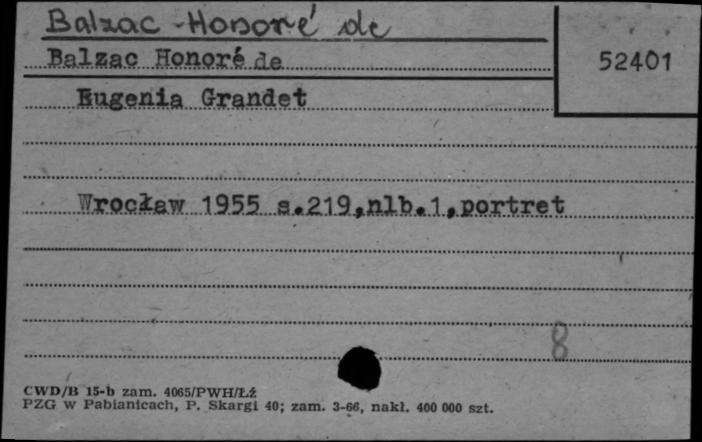 Balzac - Honoré de
Balzac Honoré de
52401
Eugenia Grandet
Wrocław 1955 s.219,nlb.1,portret
8
CWD/B 15-b zam. 4065/PWH/Łź
PZG w Pabianicach, P. Skargi 40; zam. 3-66, nakł. 400 000 szt.